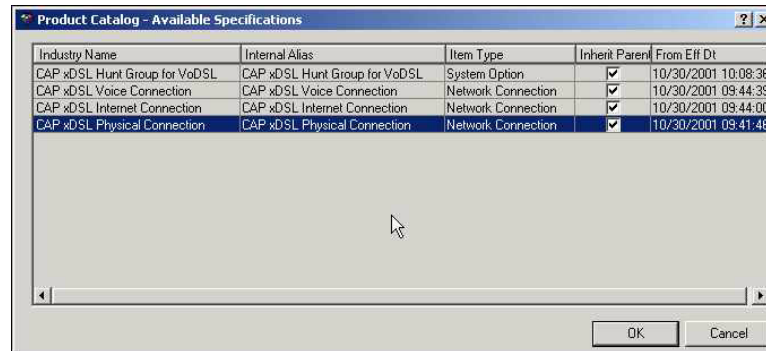 Product Catalog - Available Specifications
Industry Name Internal Alias Item Type Inherit Parent From Eff Dt
CAP xDSL Hunt Group for VoDSL CAP xDSL Hunt Group for VoDSL System Option 10/30/2001 10:08:36
CAP xDSL Voice Connection CAP xDSL Voice Connection Network Connection 10/30/2001 09:44:39
CAP xDSL Internet Connection CAP xDSL Internet Connection Network Connection 10/30/2001 09:44:00
CAP xDSL Physical Connection CAP xDSL Physical Connection Network Connection 10/30/2001 09:41:46
OK Cancel